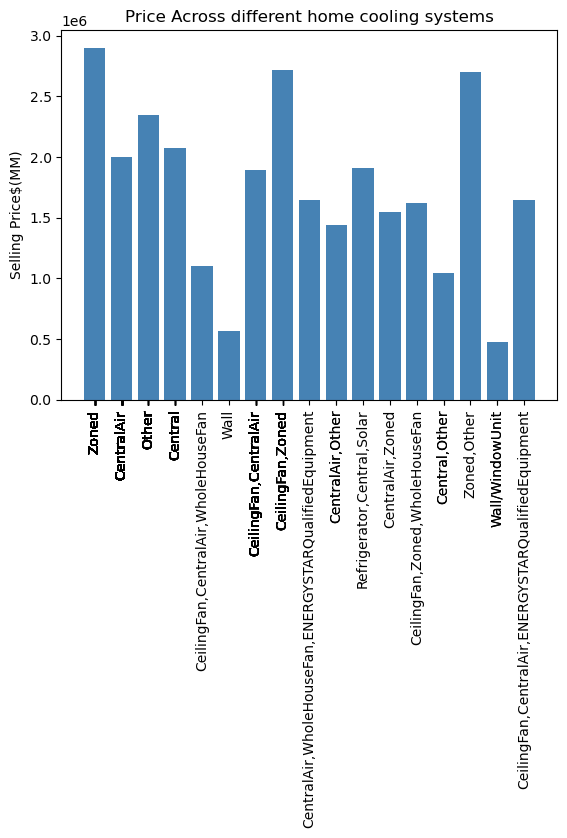 Price Across different home cooling systems
1e6
3.0
2.5
2.0
1.5
1.0
0.5
0.0
Selling Price$(MM)
Zoned
CentralAir
Other
Central
CeilingFan,CentralAir,WholeHouseFan
Wall
CeilingFan,CentralAir
CeilingFan,Zoned
CentralAir,WholeHouseFan,ENERGYSTARQualifiedEquipment
CentralAir,Other
Refrigerator,Central,Solar
CentralAir,Zoned
CeilingFan,Zoned,WholeHouseFan
Central,Other
Zoned,Other
Wall/WindowUnit
CeilingFan,CentralAir,ENERGYSTARQualifiedEquipment